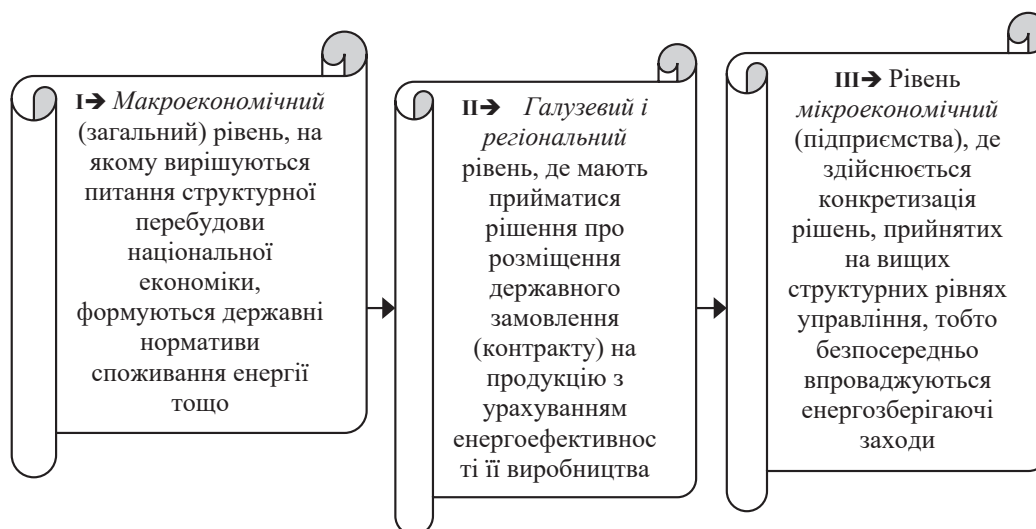 I➔ Макроекономічний
(загальний) рівень, на
якому вирішуються
питання структурної
перебудови
національної
економіки,
формуються державні
нормативи
споживання енергії
тощо
II➔ Галузевий і
регіональний
рівень, де мають
прийматися
рішення про
розміщення
державного
замовлення
(контракту) на
продукцію з
урахуванням
енергоефективнос
ті її виробництва
III➔ Рівень
мікроекономічний
(підприємства), де
здійснюється
конкретизація
рішень, прийнятих
на вищих
структурних рівнях
управління, тобто
безпосередньо
впроваджуються
енергозберігаючі
заходи